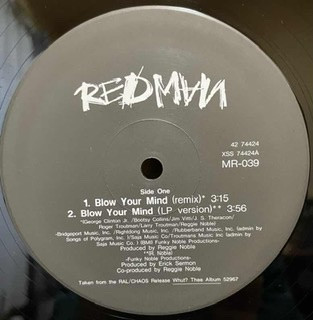 REDMAN
42 74424
XSS 74424A
MR-039
Side One
1. Blow Your Mind (remix)* 3:15
2. Blow Your Mind (LP version)** 3:56
*(George Clinton Jr. /Bootsy Collins/Jim Vitti/J. S. Theracon/
Roger Troutman/Larry Troutman/Reggie Noble)
-Bridgeport Music, Inc. /Rightsong Music, Inc. /Rubberband Music, Inc. (admin by
Songs of Polygram, Inc. )/Saja Music Co/Troutmans Music Inc (admin by
Saja Music Co.) (BMI) Funky Noble Productions-
Produced by Reggie Noble
**(R. Noble)
-Funky Noble Productions-
Produced by Erick Sermon
Co-produced by Reggie Noble
Taken from the RAL/CHAOS Release Whut? Thee Album 52967